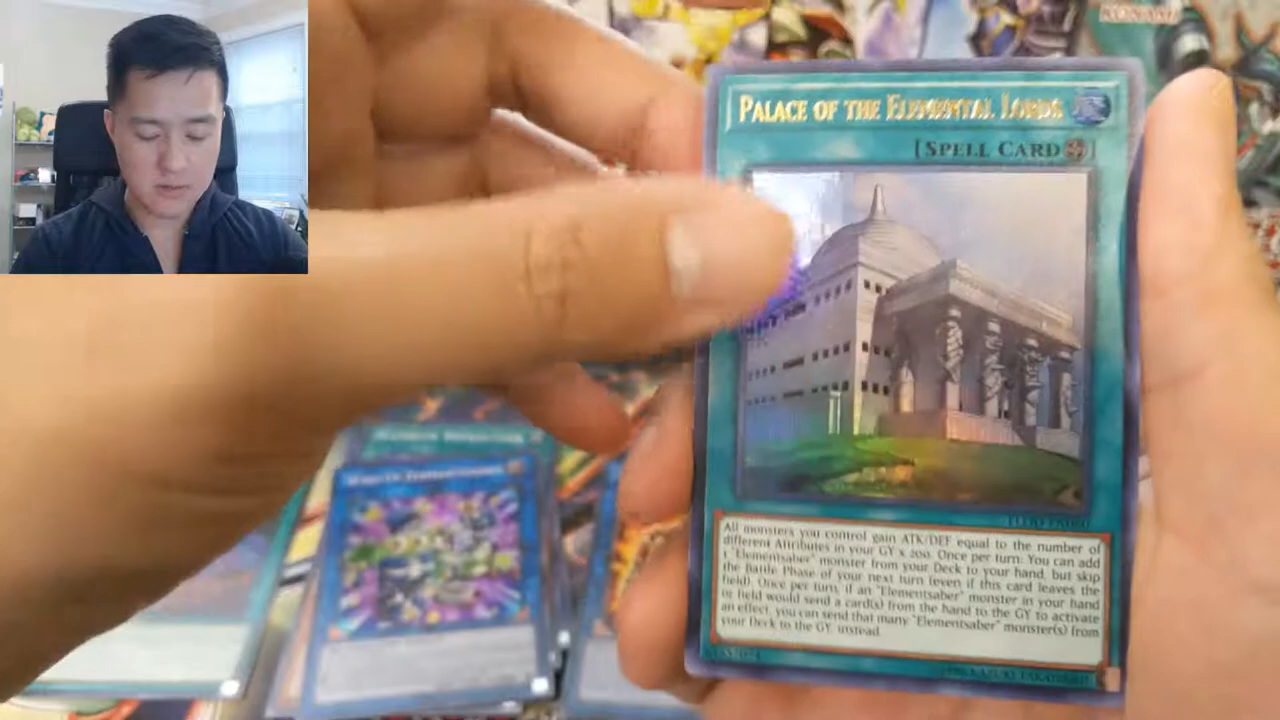 KONAMI
PALACE OF THE ELEMENTAL LORDS
[SPELL CARD]
All monsters you control gain ATK/DEF equal to the number of
different Attributes in your GY x 200. Once per turn: You can add
1 "Elementsaber" monster from your Deck to your hand, but skip
the Battle Phase of your next turn (even if this card leaves the
field). Once per turn, if an "Elementsaber" monster in your hand
or field would send a card(s) from the hand to the GY to activate
an effect, you can send that many "Elementsaber" monster(s) from
your Deck to the GY, instead.